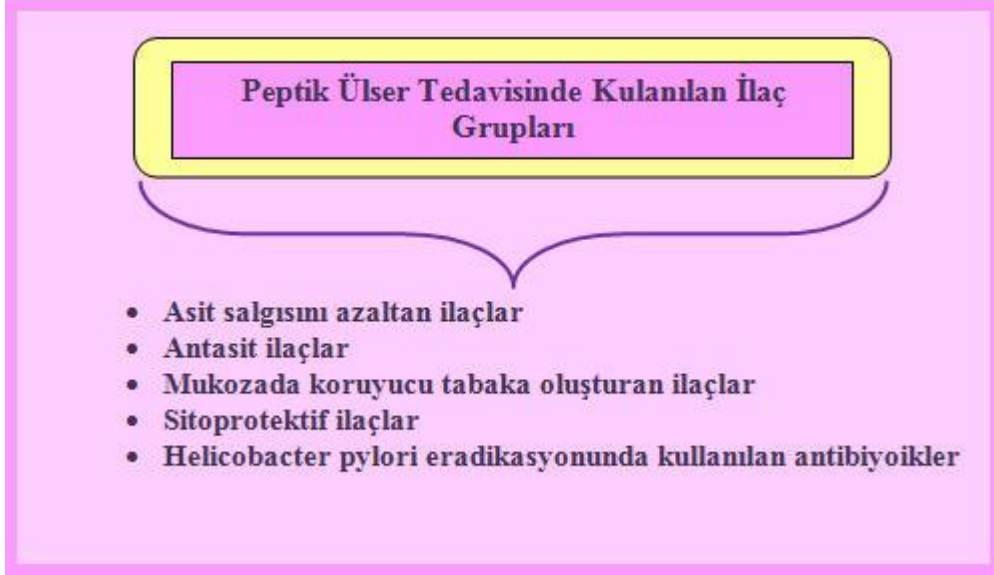 Peptik Ülser Tedavisinde Kulanılan İlaç
Grupları
• Asit salgısını azaltan ilaçlar
• Antasit ilaçlar
• Mukozada koruyucu tabaka oluşturan ilaçlar
• Sitoprotektif ilaçlar
• Helicobacter pylori eradikasyonunda kullanılan antibiyoikler